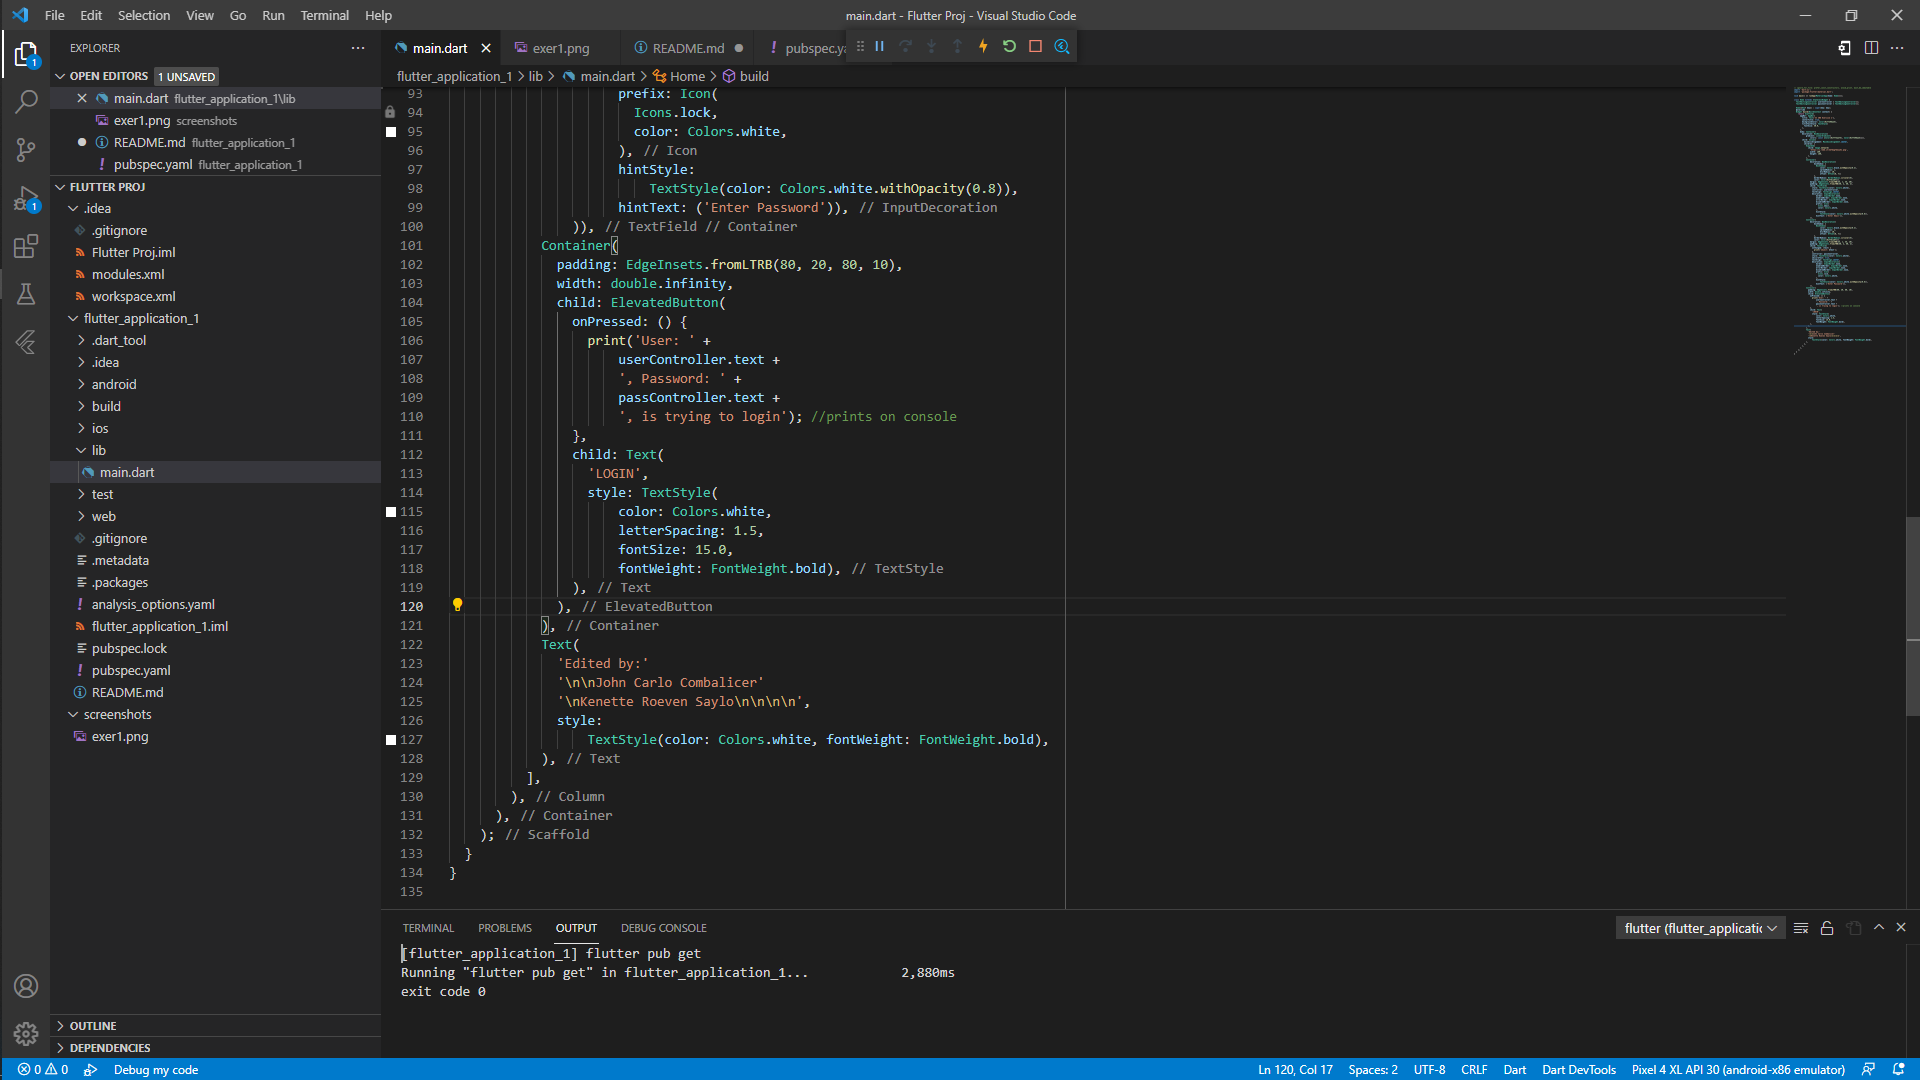 File Edit Selection View Go Run Terminal Help
main.dart - Flutter Proj - Visual Studio Code
EXPLORER
OPEN EDITORS 1 UNSAVED
main.dart flutter_application_1\lib
exer1.png screenshots
README.md flutter_application_1
pubspec.yaml flutter_application_1
FLUTTER PROJ
.idea
.gitignore
Flutter Proj.iml
modules.xml
workspace.xml
flutter_application_1
.dart_tool
.idea
android
build
ios
lib
main.dart
test
web
.gitignore
.metadata
.packages
analysis_options.yaml
flutter_application_1.iml
pubspec.lock
pubspec.yaml
README.md
screenshots
exer1.png
OUTLINE
DEPENDENCIES
1
1
main.dart exer1.png README.md pubspec.ya
flutter_application_1 > lib > main.dart > Home > build
93 prefix: Icon(
94 Icons.lock,
95 color: Colors.white,
96 ), // Icon
97 hintStyle:
98 TextStyle(color: Colors.white.withOpacity(0.8)),
99 hintText: ('Enter Password')), // InputDecoration
100 )), // TextField // Container
101 Container(
102 padding: EdgeInsets.fromLTRB(80, 20, 80, 10),
103 width: double.infinity,
104 child: ElevatedButton(
105 onPressed: () {
106 print('User: ' +
107 userController.text +
108 ', Password: ' +
109 passController.text +
110 ', is trying to login'); //prints on console
111 },
112 child: Text(
113 'LOGIN',
114 style: TextStyle(
115 color: Colors.white,
116 letterSpacing: 1.5,
117 fontSize: 15.0,
118 fontWeight: FontWeight.bold), // TextStyle
119 ), // Text
120 ), // ElevatedButton
121 ), // Container
122 Text(
123 'Edited by:'
124 '\n\nJohn Carlo Combalicer'
125 '\nKenette Roeven Saylo\n\n\n\n',
126 style:
127 TextStyle(color: Colors.white, fontWeight: FontWeight.bold),
128 ), // Text
129 ],
130 ), // Column
131 ), // Container
132 ); // Scaffold
133 }
134 }
135
TERMINAL PROBLEMS OUTPUT DEBUG CONSOLE
flutter (flutter_applicatic
[flutter_application_1] flutter pub get
Running "flutter pub get" in flutter_application_1... 2,880ms
exit code 0
0 0 Debug my code
Ln 120, Col 17 Spaces: 2 UTF-8 CRLF Dart Dart DevTools Pixel 4 XL API 30 (android-x86 emulator)